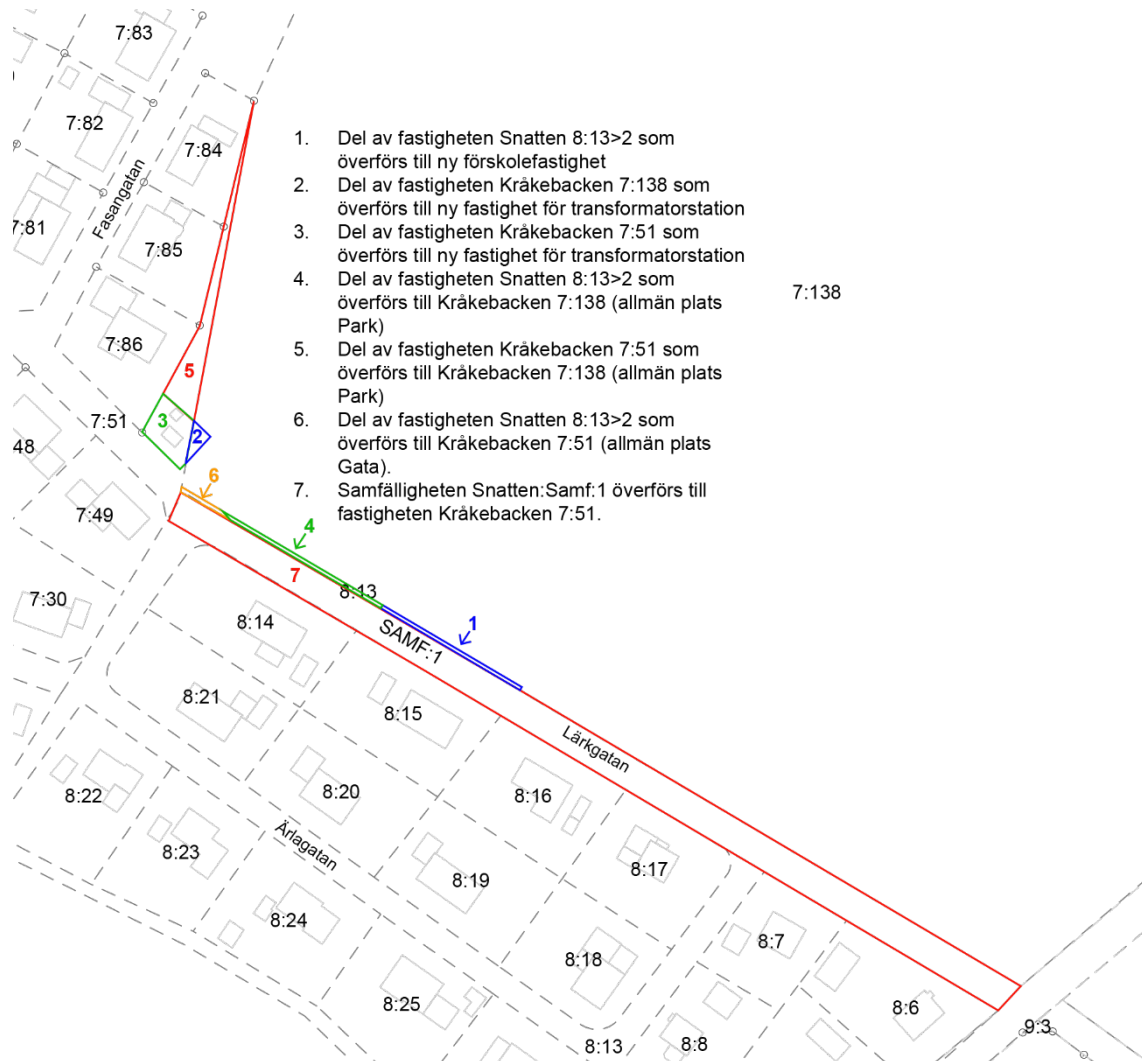 7:83
7:82
7:84
7:81
Fasangatan
7:85
7:86
1. Del av fastigheten Snatten 8:13>2 som
överförs till ny förskolefastighet
2. Del av fastigheten Kråkebacken 7:138 som
överförs till ny fastighet för transformatorstation
3. Del av fastigheten Kråkebacken 7:51 som
överförs till ny fastighet för transformatorstation
4. Del av fastigheten Snatten 8:13>2 som
överförs till Kråkebacken 7:138 (allmän plats
Park)
5. Del av fastigheten Kråkebacken 7:51 som
överförs till Kråkebacken 7:138 (allmän plats
Park)
6. Del av fastigheten Snatten 8:13>2 som
överförs till Kråkebacken 7:51 (allmän plats
Gata).
7. Samfälligheten Snatten:Samf:1 överförs till
fastigheten Kråkebacken 7:51.
7:138
5
7:51
3
2
48
6
7:49
4
7
8:13
7:30
8:14
SAMF:1
1
8:21
8:15
Lärkgatan
8:22
8:20
8:16
Ärlagatan
8:23
8:19
8:17
8:24
8:18
8:7
8:25
8:6
8:13
8:8
9:3